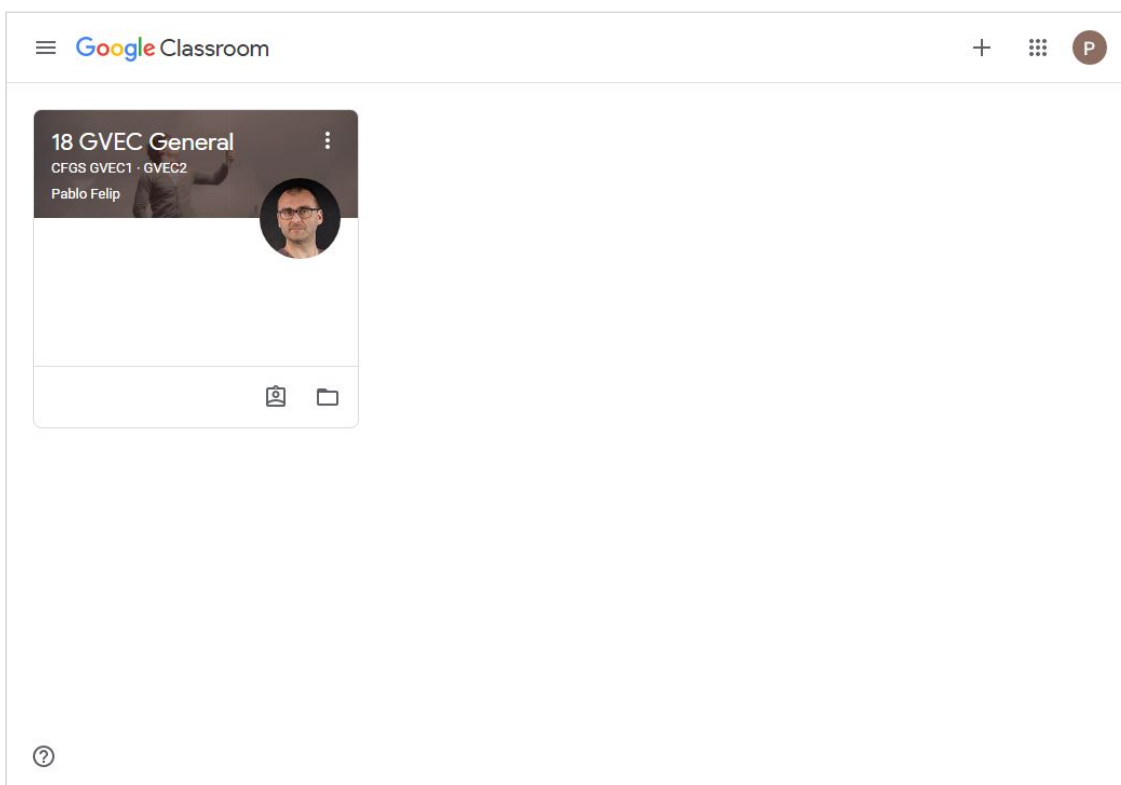 Google Classroom
P
18 GVEC General
CFGS GVEC1 · GVEC2
Pablo Felip